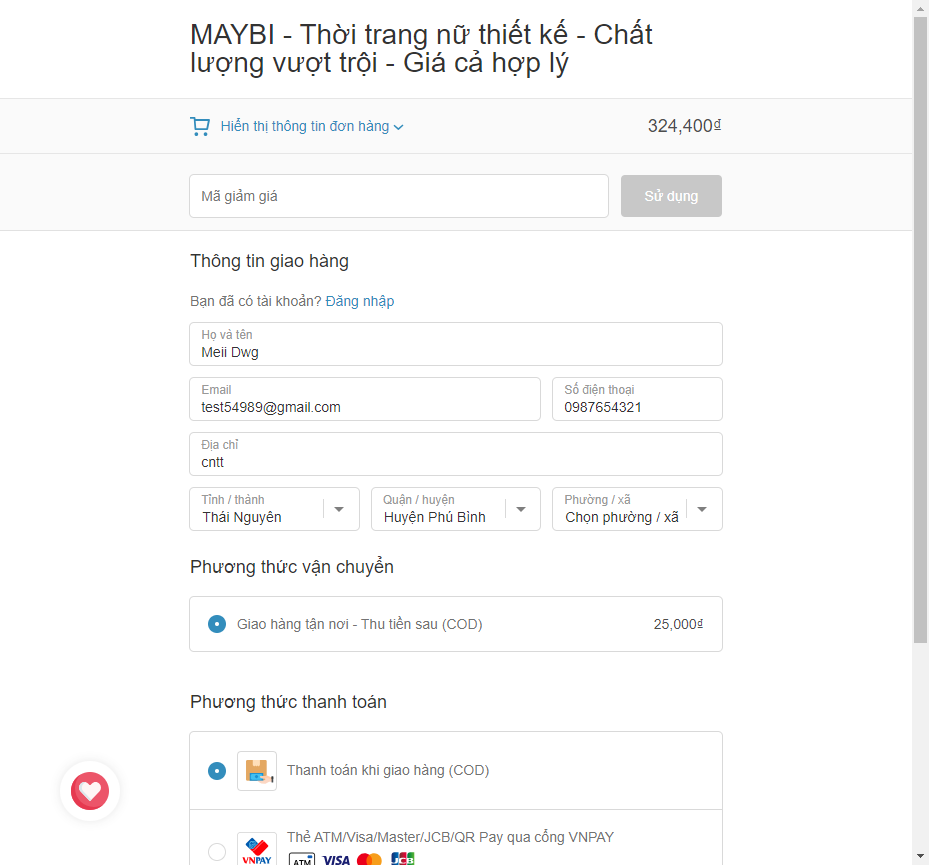 MAYBI - Thời trang nữ thiết kế - Chất
lượng vượt trội - Giá cả hợp lý
Hiển thị thông tin đơn hàng
324,400₫
Mã giảm giá
Sử dụng
Thông tin giao hàng
Bạn đã có tài khoản? Đăng nhập
Họ và tên
Meii Dwg
Email
test54989@gmail.com
Số điện thoại
0987654321
Địa chỉ
cntt
Tỉnh / thành
Thái Nguyên
Quận / huyện
Huyện Phú Bình
Phường / xã
Chọn phường / xã
Phương thức vận chuyển
Giao hàng tận nơi - Thu tiền sau (COD)
25,000₫
Phương thức thanh toán
Thanh toán khi giao hàng (COD)
Thẻ ATM/Visa/Master/JCB/QR Pay qua cổng VNPAY
VNPAY
ATM VISA JCB